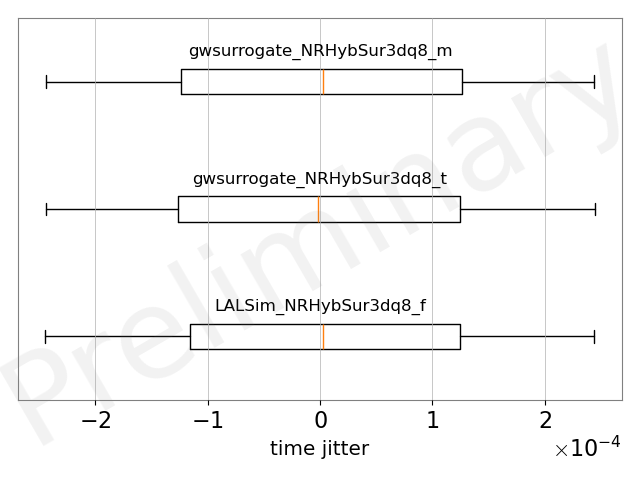 gwsurrogate_NRHybSur3dq8_m
gwsurrogate_NRHybSur3dq8_t
LALSim_NRHybSur3dq8_f
Preliminary
−2 −1 0 1 2
time jitter
×10⁻⁴